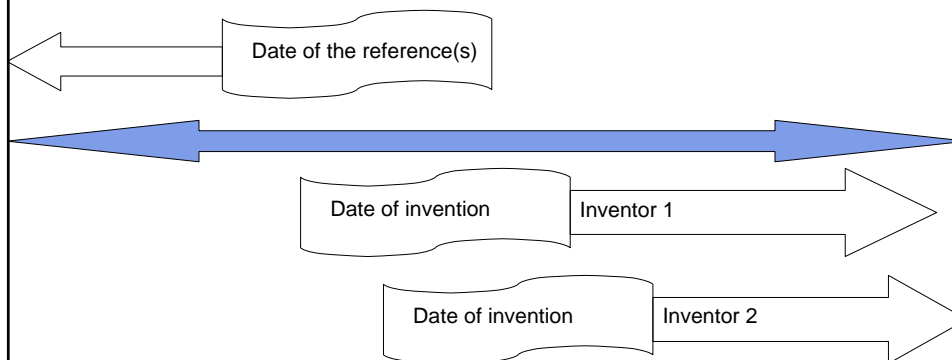 Date of the reference(s)
Date of invention Inventor 1
Date of invention Inventor 2